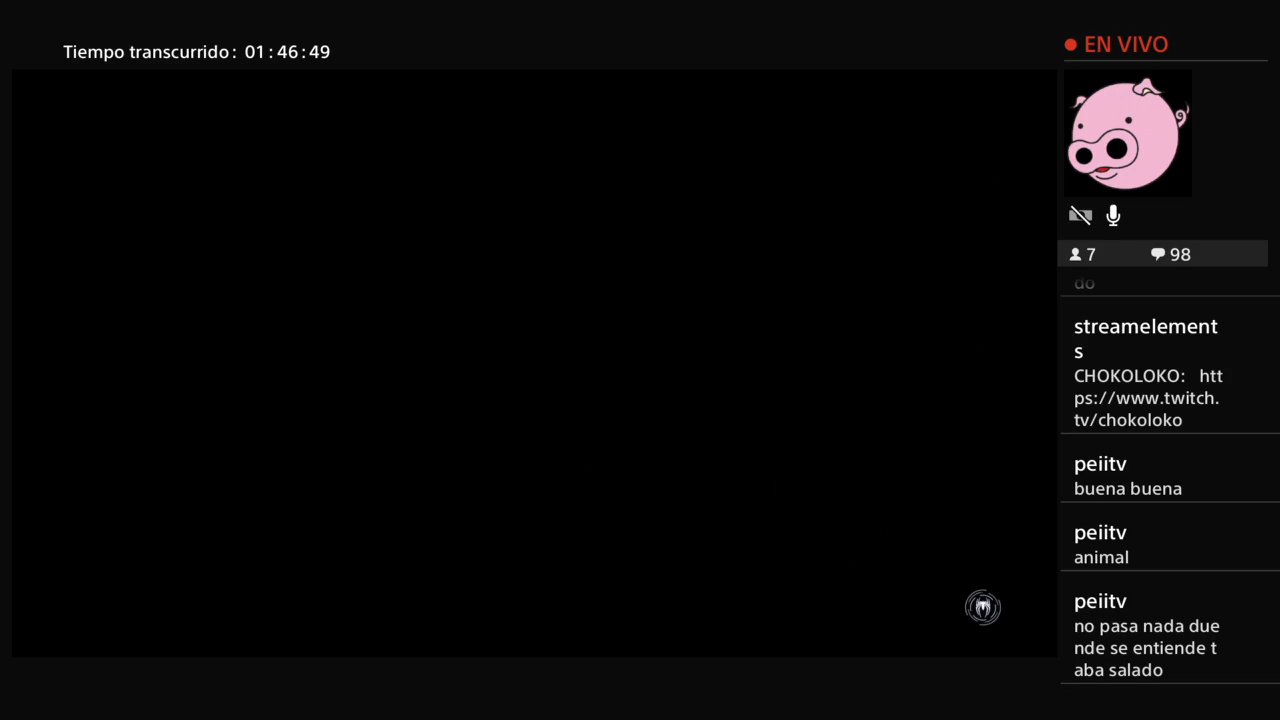 Tiempo transcurrido: 01:46:49
EN VIVO
7 98
do
streamelement
s
CHOKOLOKO: htt
ps://www.twitch.
tv/chokoloko
peiitv
buena buena
peiitv
animal
peiitv
no pasa nada due
nde se entiende t
aba salado